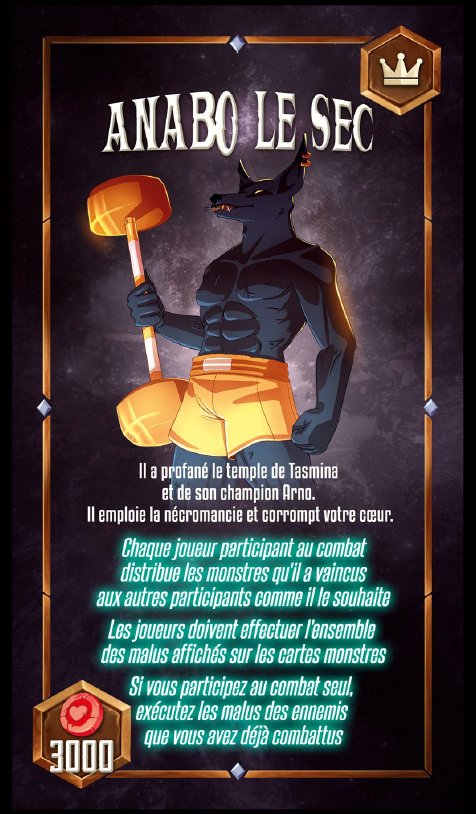 ANABO LE SEC
Il a profané le temple de Tasmina
et de son champion Arno.
Il emploie la nécromancie et corrompt votre cœur.
Chaque joueur participant au combat
distribue les monstres qu'il a vaincus
aux autres participants comme il le souhaite
Les joueurs doivent effectuer l'ensemble
des malus affichés sur les cartes monstres
Si vous participez au combat seul,
exécutez les malus des ennemis
que vous avez déjà combattus
3000